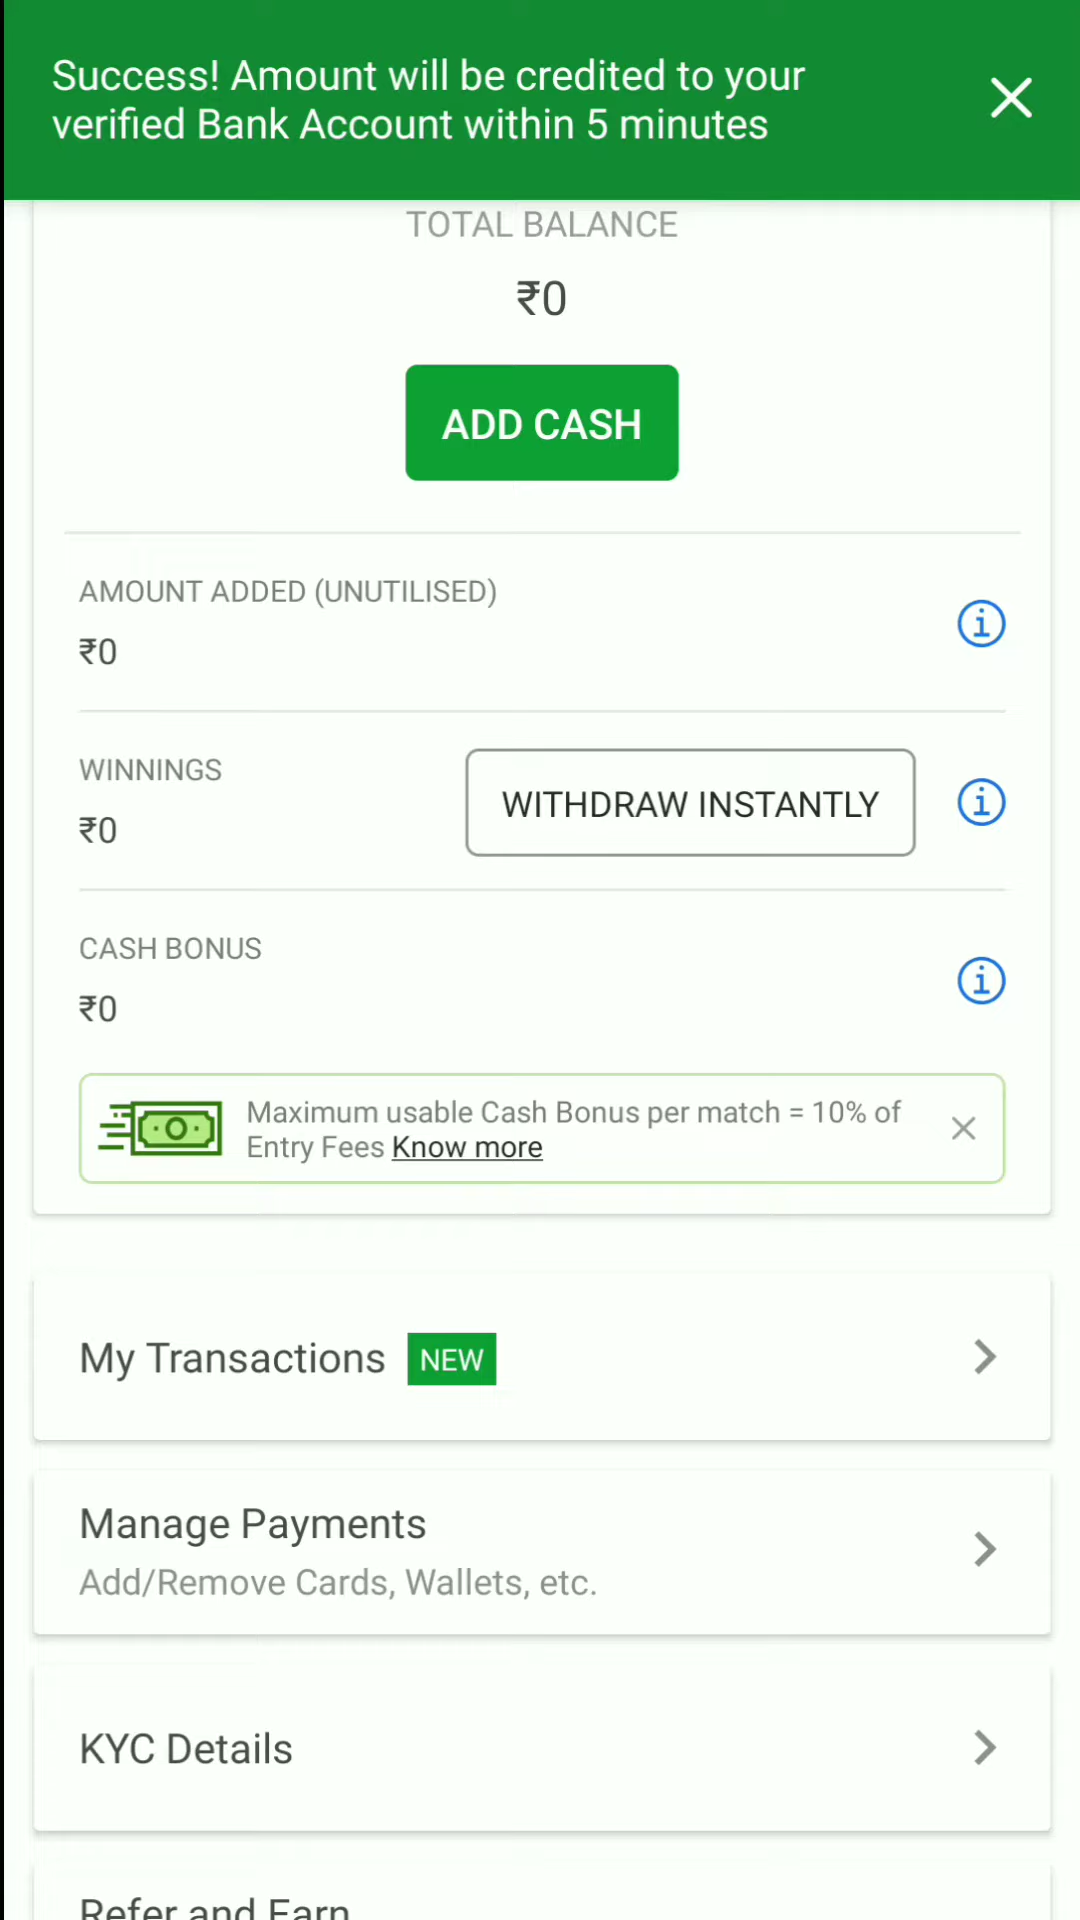 Success! Amount will be credited to your
verified Bank Account within 5 minutes
TOTAL BALANCE
₹0
ADD CASH
AMOUNT ADDED (UNUTILISED)
₹0
WINNINGS
₹0
WITHDRAW INSTANTLY
CASH BONUS
₹0
Maximum usable Cash Bonus per match = 10% of
Entry Fees Know more
My Transactions NEW
Manage Payments
Add/Remove Cards, Wallets, etc.
KYC Details
Refer and Earn